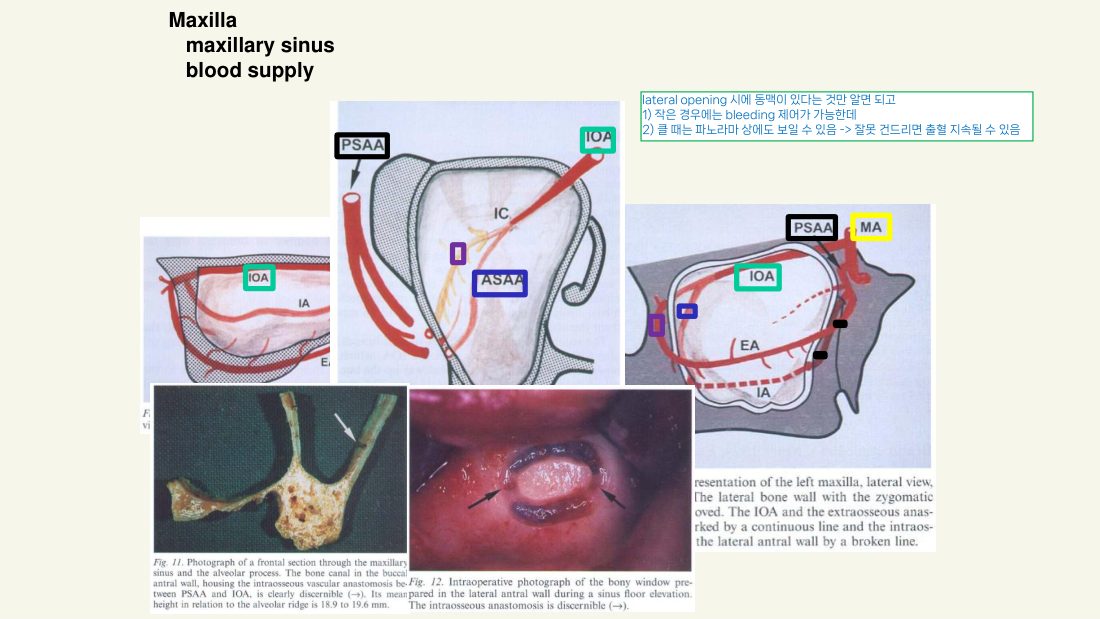 Maxilla
maxillary sinus
blood supply
lateral opening 시에 동맥이 있다는 것만 알면 되고
1) 작은 경우에는 bleeding 제어가 가능한데
2) 클 때는 파노라마 상에도 보일 수 있음 -> 잘못 건드리면 출혈 지속될 수 있음
PSAA
IOA
IC
ASAA
IOA
IA
E
PSAA
MA
IOA
EA
IA
F
vi
resentation of the left maxilla, lateral view,
The lateral bone wall with the zygomatic
oved. The IOA and the extraosseous anas-
rked by a continuous line and the intraos-
the lateral antral wall by a broken line.
Fig. 11. Photograph of a frontal section through the maxillary
sinus and the alveolar process. The bone canal in the buccal
antral wall, housing the intraosseous vascular anastomosis be-
tween PSAA and IOA, is clearly discernible (→). Its mean
height in relation to the alveolar ridge is 18.9 to 19.6 mm.
Fig. 12. Intraoperative photograph of the bony window pre-
pared in the lateral antral wall during a sinus floor elevation.
The intraosseous anastomosis is discernible (→).